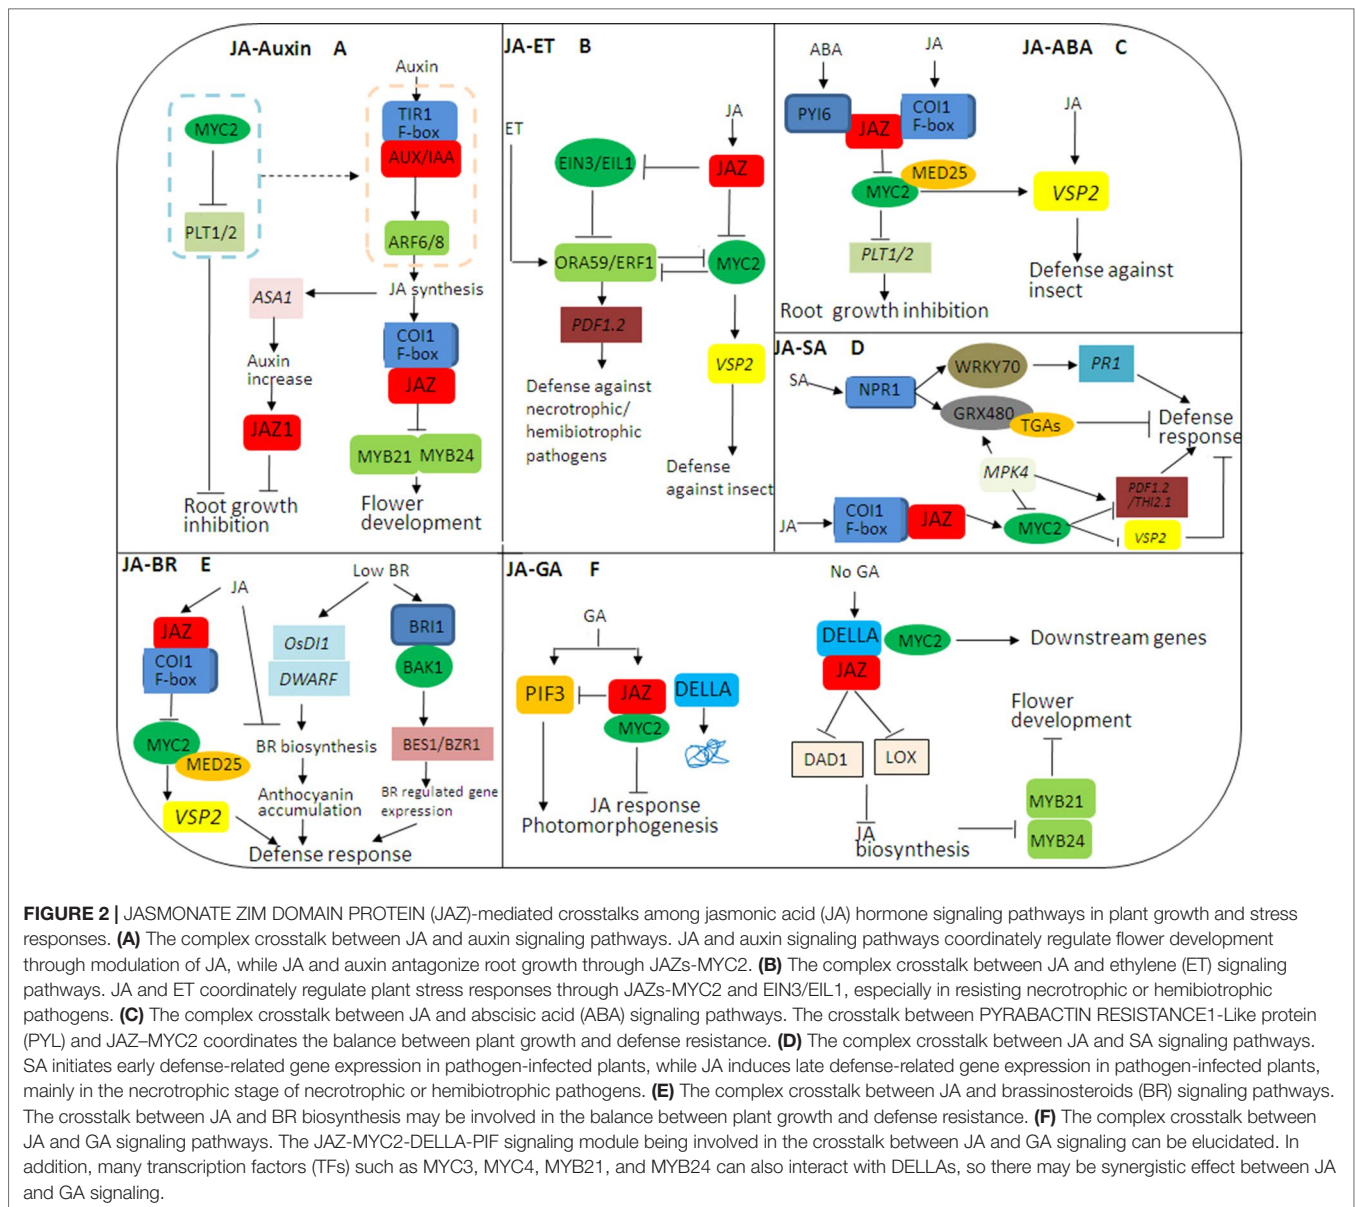 JA-Auxin A
Auxin
MYC2
TIR1
F-box
AUX/IAA
PLT1/2
ARF6/8
ASA1
JA synthesis
COI1
F-box
Auxin
increase
JAZ
JAZ1
MYB21 MYB24
Root growth
inhibition
Flower
development
JA-ET B
ET
JA
EIN3/EIL1
JAZ
ORA59/ERF1
MYC2
PDF1.2
VSP2
Defense against
necrotrophic/
hemibiotrophic
pathogens
Defense
against insect
JA-ABA C
ABA
JA
PYI6
COI1
F-box
JAZ
JA
MED25
MYC2
VSP2
PLT1/2
Defense against
insect
Root growth inhibition
JA-SA D
SA
NPR1
WRKY70
PR1
GRX480
TGAs
Defense
response
MPK4
PDF1.2
/THI2.1
JA
COI1
F-box
JAZ
MYC2
VSP2
JA-BR E
JA
Low BR
JAZ
COI1
F-box
OsDI1
DWARF
BRI1
BAK1
MYC2
MED25
BR biosynthesis
BES1/BZR1
VSP2
Anthocyanin
accumulation
BR regulated gene
expression
Defense response
JA-GA F
GA
PIF3
JAZ
DELLA
MYC2
JA response
Photomorphogenesis
No GA
DELLA
MYC2
Downstream genes
JAZ
DAD1
LOX
Flower
development
MYB21
MYB24
JA
biosynthesis
FIGURE 2 | JASMONATE ZIM DOMAIN PROTEIN (JAZ)-mediated crosstalks among jasmonic acid (JA) hormone signaling pathways in plant growth and stress
responses. (A) The complex crosstalk between JA and auxin signaling pathways. JA and auxin signaling pathways coordinately regulate flower development
through modulation of JA, while JA and auxin antagonize root growth through JAZs-MYC2. (B) The complex crosstalk between JA and ethylene (ET) signaling
pathways. JA and ET coordinately regulate plant stress responses through JAZs-MYC2 and EIN3/EIL1, especially in resisting necrotrophic or hemibiotrophic
pathogens. (C) The complex crosstalk between JA and abscisic acid (ABA) signaling pathways. The crosstalk between PYRABACTIN RESISTANCE1-Like protein
(PYL) and JAZ–MYC2 coordinates the balance between plant growth and defense resistance. (D) The complex crosstalk between JA and SA signaling pathways.
SA initiates early defense-related gene expression in pathogen-infected plants, while JA induces late defense-related gene expression in pathogen-infected plants,
mainly in the necrotrophic stage of necrotrophic or hemibiotrophic pathogens. (E) The complex crosstalk between JA and brassinosteroids (BR) signaling pathways.
The crosstalk between JA and BR biosynthesis may be involved in the balance between plant growth and defense resistance. (F) The complex crosstalk between
JA and GA signaling pathways. The JAZ-MYC2-DELLA-PIF signaling module being involved in the crosstalk between JA and GA signaling can be elucidated. In
addition, many transcription factors (TFs) such as MYC3, MYC4, MYB21, and MYB24 can also interact with DELLAs, so there may be synergistic effect between JA
and GA signaling.